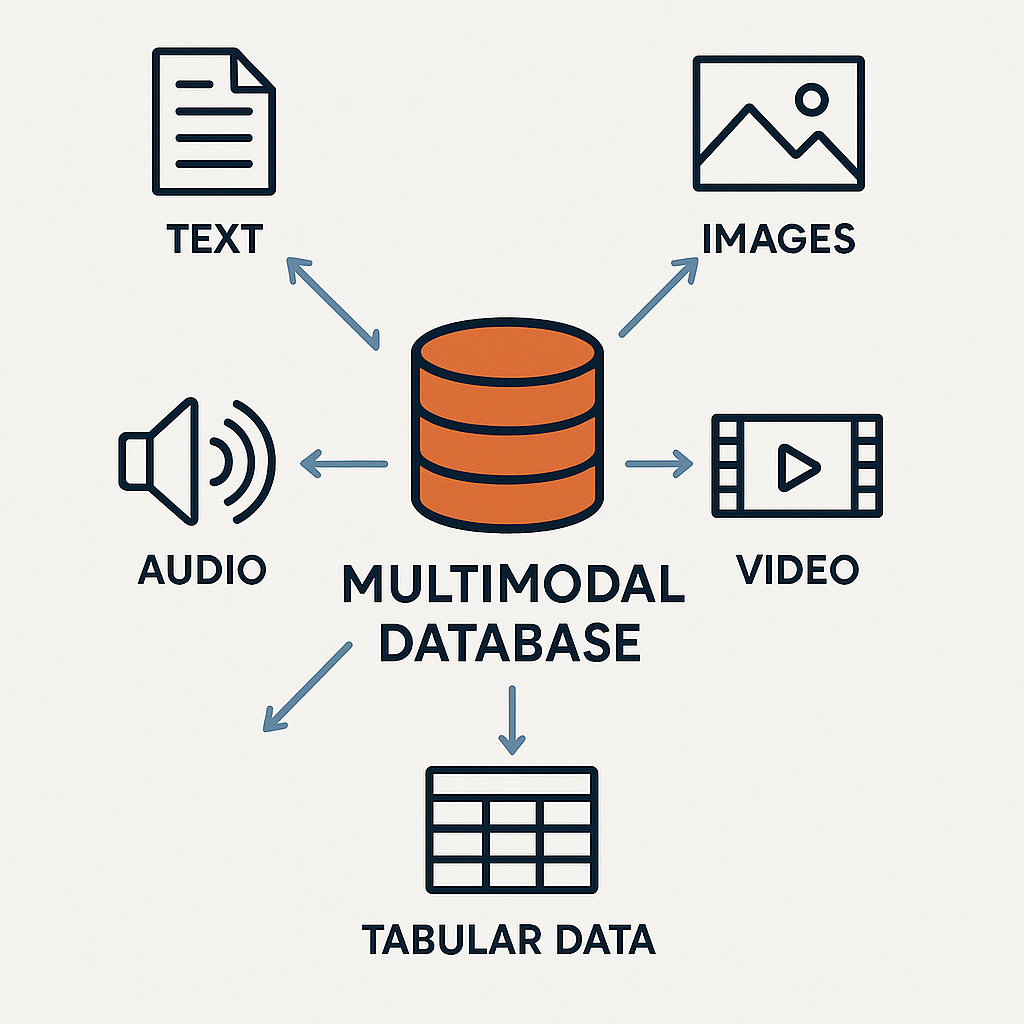 TEXT
IMAGES
AUDIO
VIDEO
MULTIMODAL
DATABASE
TABULAR DATA